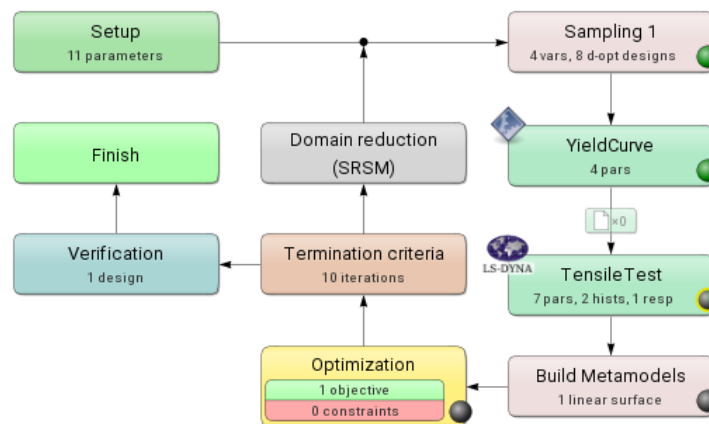 Setup
11 parameters
Sampling 1
4 vars, 8 d-opt designs
Finish
Domain reduction
(SRSM)
YieldCurve
4 pars
×0
Verification
1 design
Termination criteria
10 iterations
LS-DYNA
TensileTest
7 pars, 2 hists, 1 resp
Optimization
1 objective
0 constraints
Build Metamodels
1 linear surface